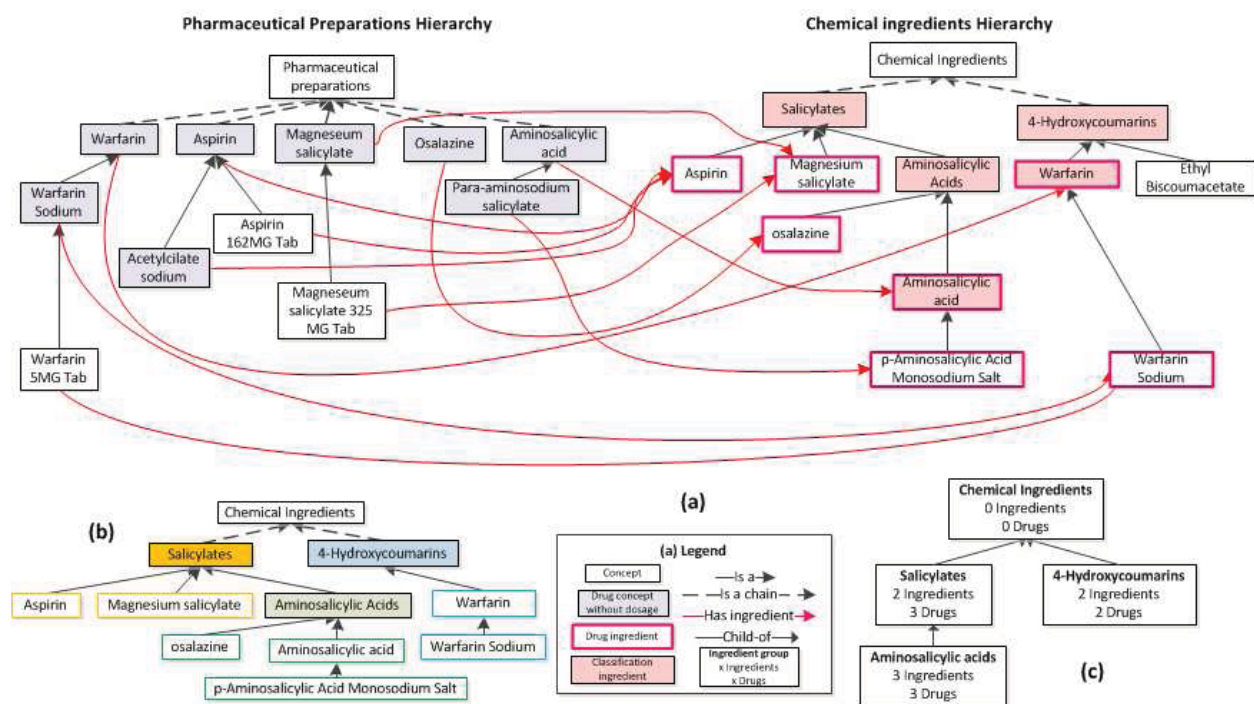 Pharmaceutical Preparations Hierarchy
Chemical ingredients Hierarchy
Pharmaceutical
preparations
Chemical Ingredients
Salicylates
4-Hydroxycoumarins
Warfarin
Aspirin
Magneseum
salicylate
Osalazine
Aminosalicylic
acid
Aspirin
Magnesium
salicylate
Aminosalicylic
Acids
Warfarin
Ethyl
Biscoumacetate
Warfarin
Sodium
Para-aminosodium
salicylate
Aspirin
162MG Tab
osalazine
Acetylcilate
sodium
Magneseum
salicylate 325
MG Tab
Aminosalicylic
acid
Warfarin
5MG Tab
p-Aminosalicylic Acid
Monosodium Salt
Warfarin
Sodium
(a)
(b)
Chemical Ingredients
Salicylates
4-Hydroxycoumarins
Aspirin
Magnesium salicylate
Aminosalicylic Acids
Warfarin
osalazine
Aminosalicylic acid
Warfarin Sodium
p-Aminosalicylic Acid Monosodium Salt
(a) Legend
Concept
Is a
Drug concept
without dosage
Is a chain
Has ingredient
Drug ingredient
Child-of
Classification
ingredient
Ingredient group
x Ingredients
x Drugs
Chemical Ingredients
0 Ingredients
0 Drugs
Salicylates
2 Ingredients
3 Drugs
4-Hydroxycoumarins
2 Ingredients
2 Drugs
Aminosalicylic acids
3 Ingredients
3 Drugs
(c)